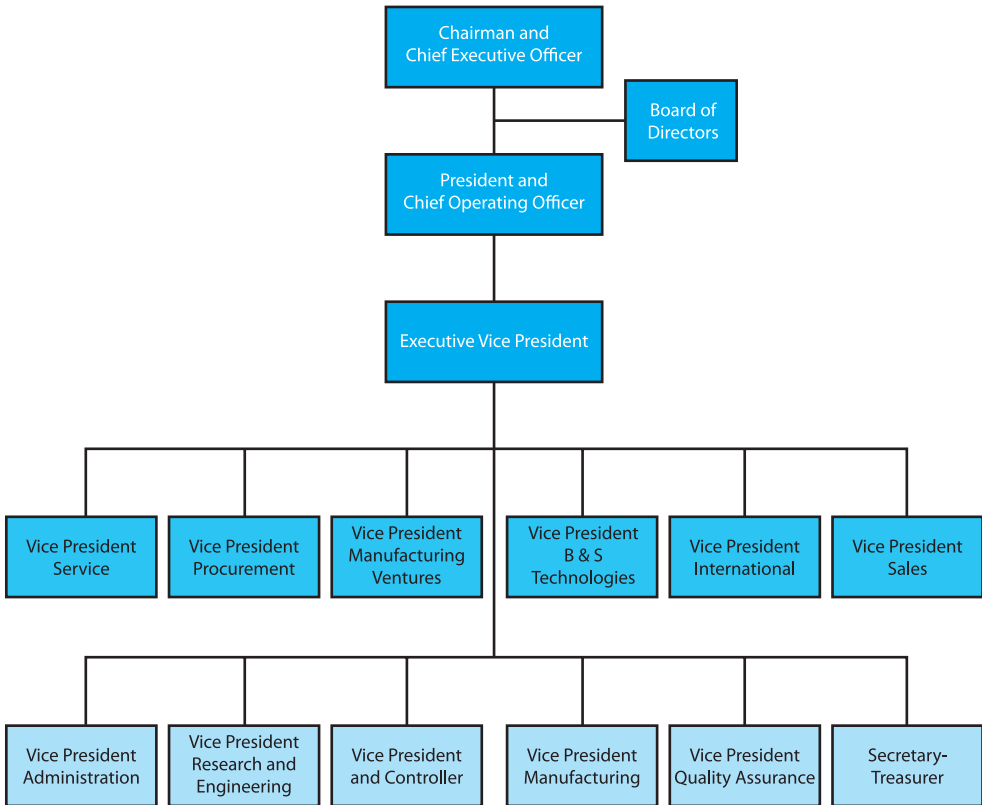 Chairman and
Chief Executive Officer
Board of
Directors
President and
Chief Operating Officer
Executive Vice President
Vice President
Service
Vice President
Procurement
Vice President
Manufacturing
Ventures
Vice President
B & S
Technologies
Vice President
International
Vice President
Sales
Vice President
Administration
Vice President
Research and
Engineering
Vice President
and Controller
Vice President
Manufacturing
Vice President
Quality Assurance
Secretary-
Treasurer